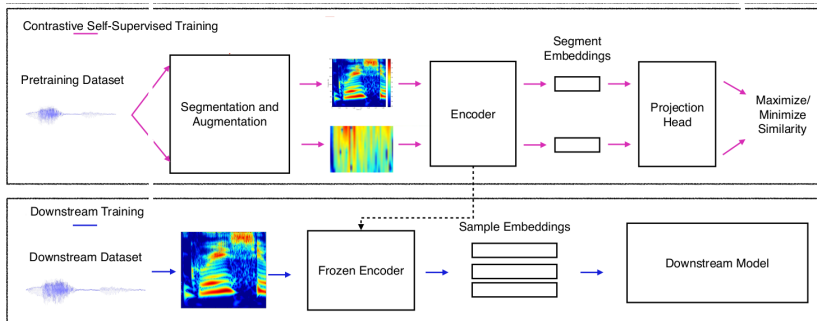 Contrastive Self-Supervised Training
Pretraining Dataset
Segmentation and
Augmentation
Encoder
Segment
Embeddings
Projection
Head
Maximize/
Minimize
Similarity
Downstream Training
Downstream Dataset
Frozen Encoder
Sample Embeddings
Downstream Model